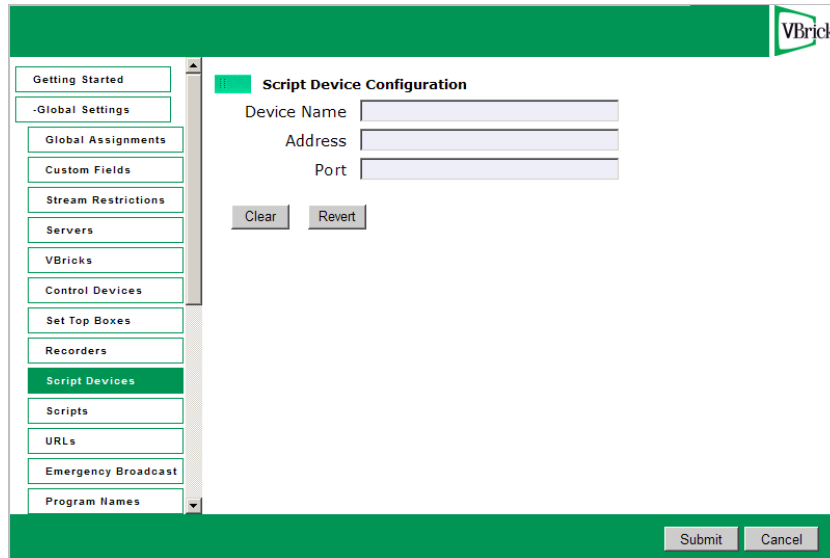 VBrick
Getting Started
-Global Settings
Global Assignments
Custom Fields
Stream Restrictions
Servers
VBricks
Control Devices
Set Top Boxes
Recorders
Script Devices
Scripts
URLs
Emergency Broadcast
Program Names
Script Device Configuration
Device Name
Address
Port
Clear Revert
Submit Cancel